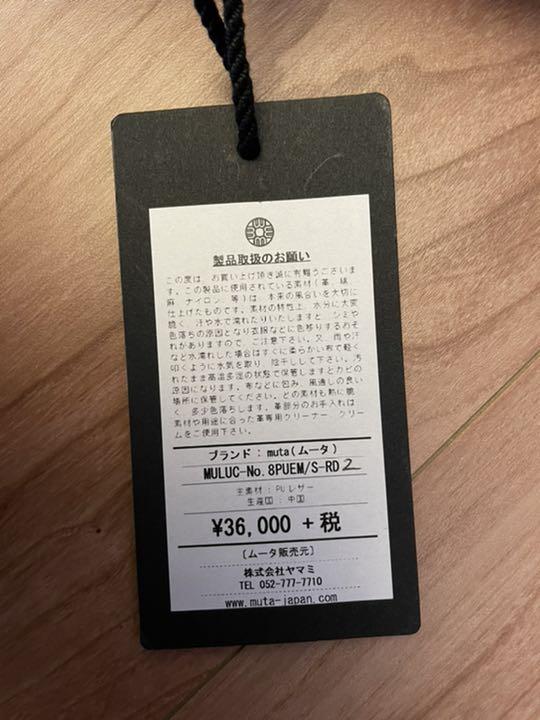 製品取扱のお願い
この度は、お買い上げ頂き誠に有難うございま
す。この製品に使用されている素材(革、綿、
麻 ナイロン、等)は、本来の風合いを大切に
仕上げたものです。素材の特性上、水分に大変
脆く、汗や水で濡れたりいたしますと、シミや
色落ちの原因となり衣服などに色移りするおそ
れがありますので、ご注意下さい。又、雨や汗
など水濡れした場合はすぐに柔らかい布で軽く
叩くように水気を取り、陰干しして下さい。汚
れたまま高温多湿の状態で保管しますとカビの
原因になります。布などに包み、風通しの良い
場所に保管してください。どの素材も熱に脆
く、多少色落ちします。革部分のお手入れは、
素材や用途に合った革専用クリーナー、クリー
ムをご使用下さい。
ブランド:muta(ムータ)
MULUC-No.8PUEM/S-RD2
主素材:PUレザー
生産国:中国
¥36,000 +税
〔ムータ販売元〕
株式会社ヤマミ
TEL 052-777-7710
www.muta-japan.com